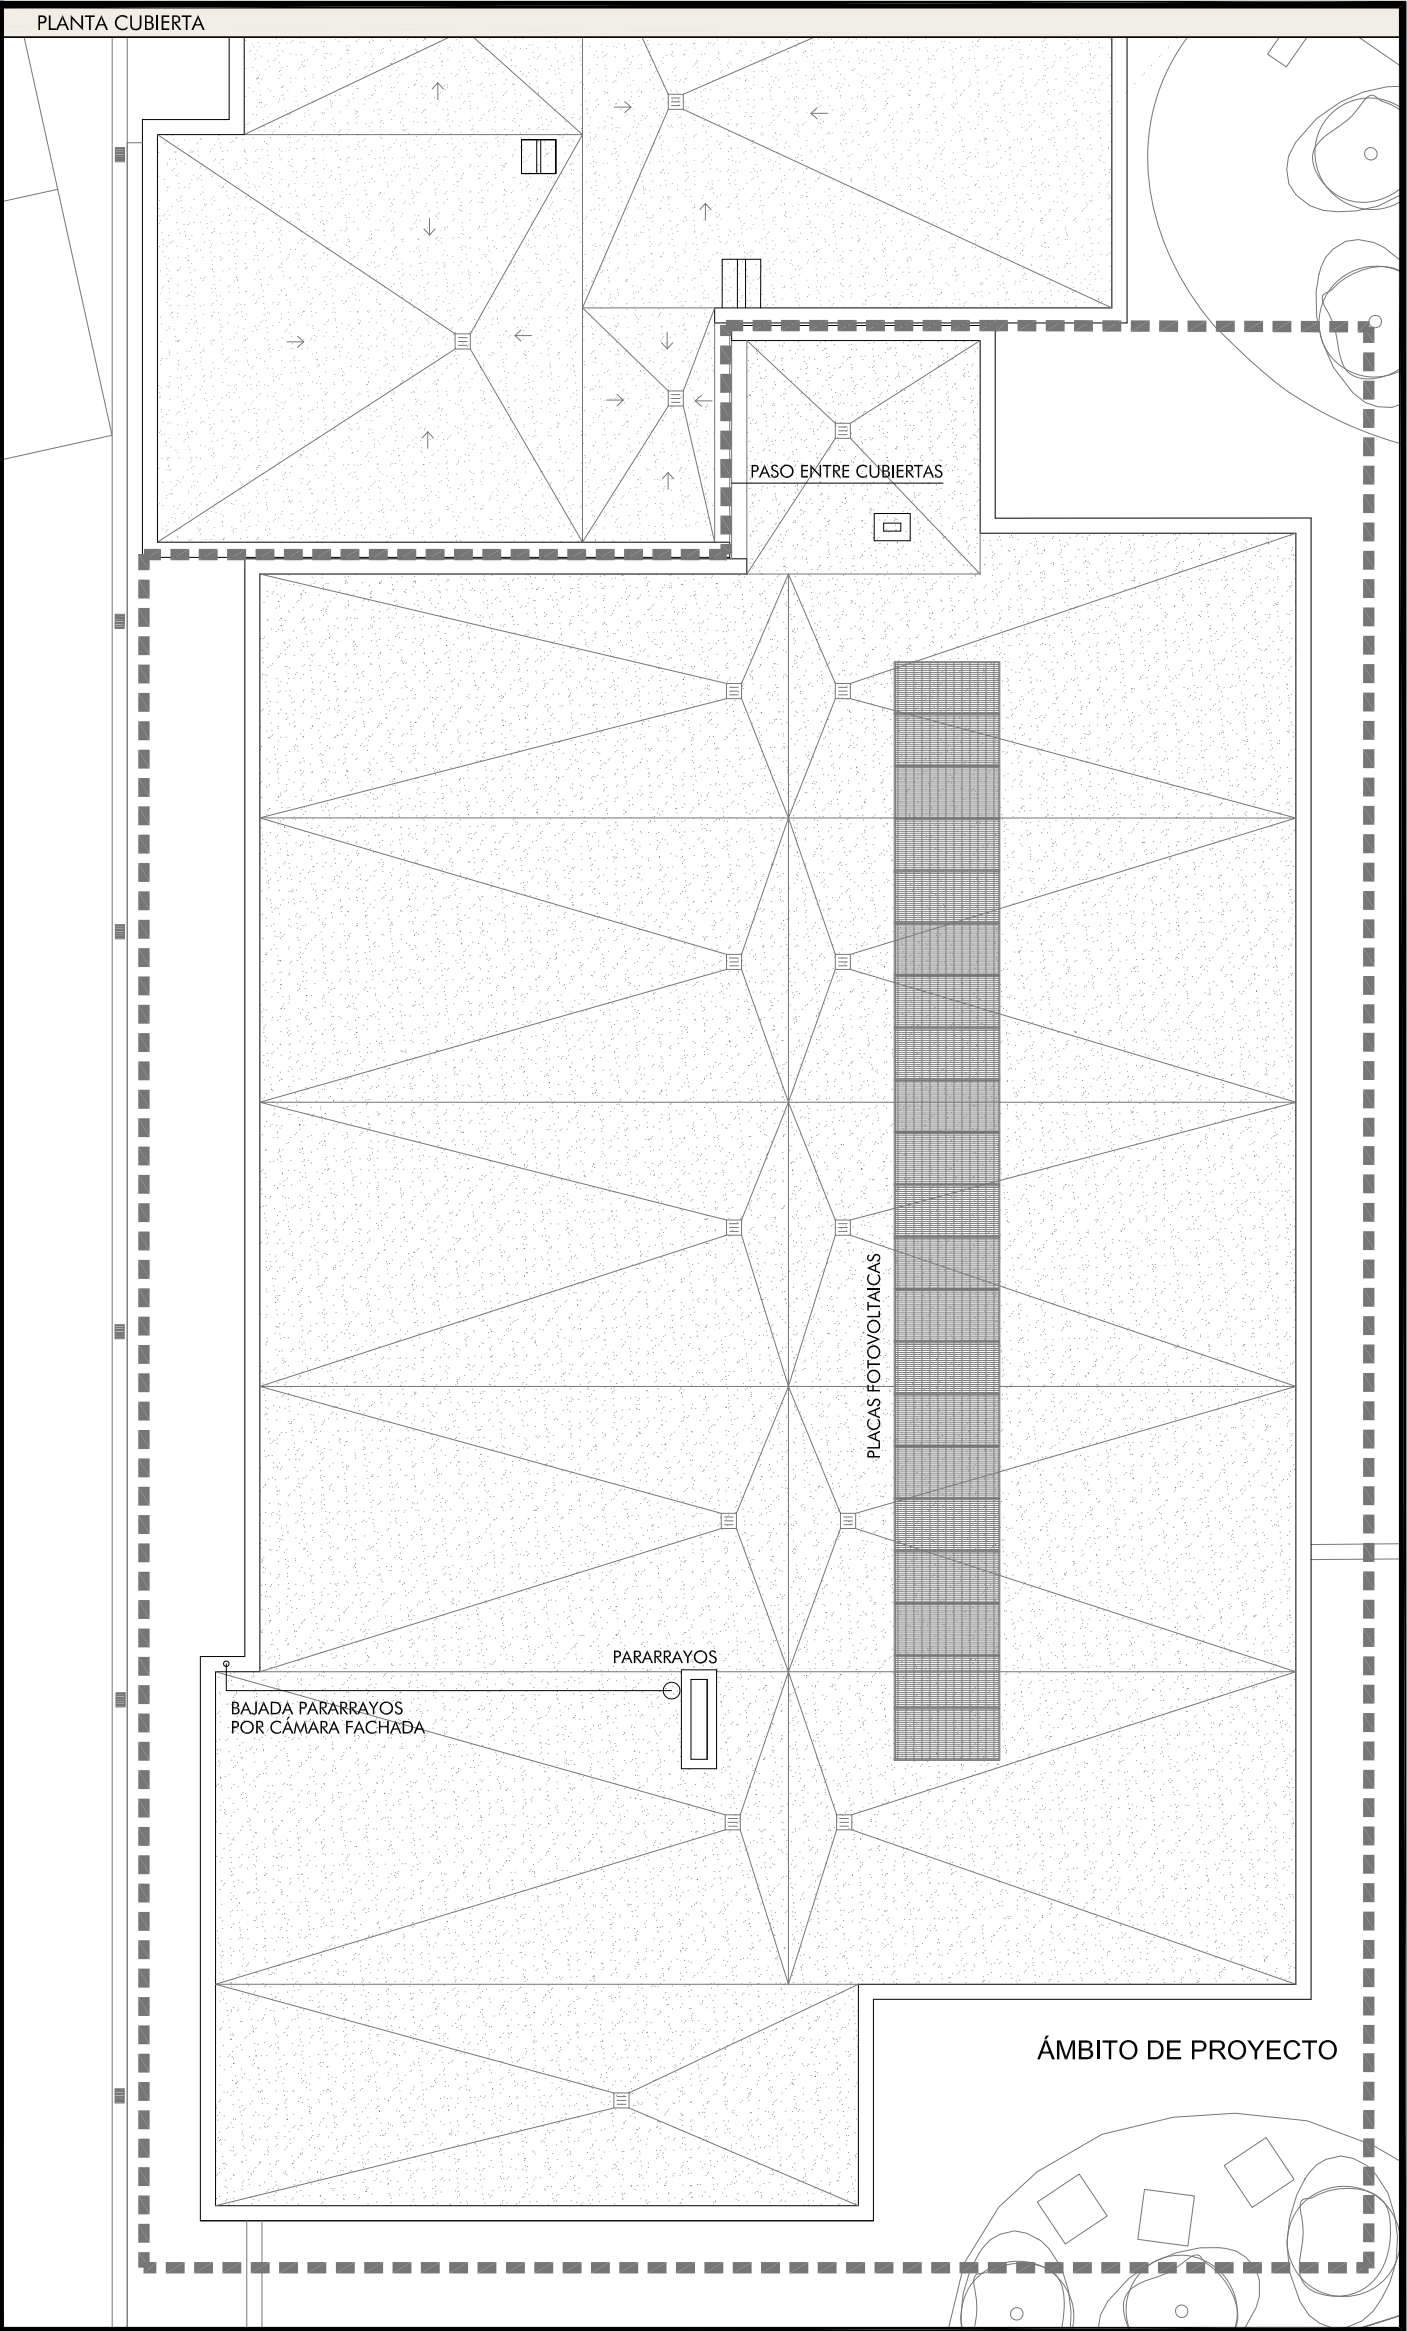 PLANTA CUBIERTA
PASO ENTRE CUBIERTAS
PLACAS FOTOVOLTAICAS
PARARRAYOS
BAJADA PARARRAYOS
POR CÁMARA FACHADA
ÁMBITO DE PROYECTO